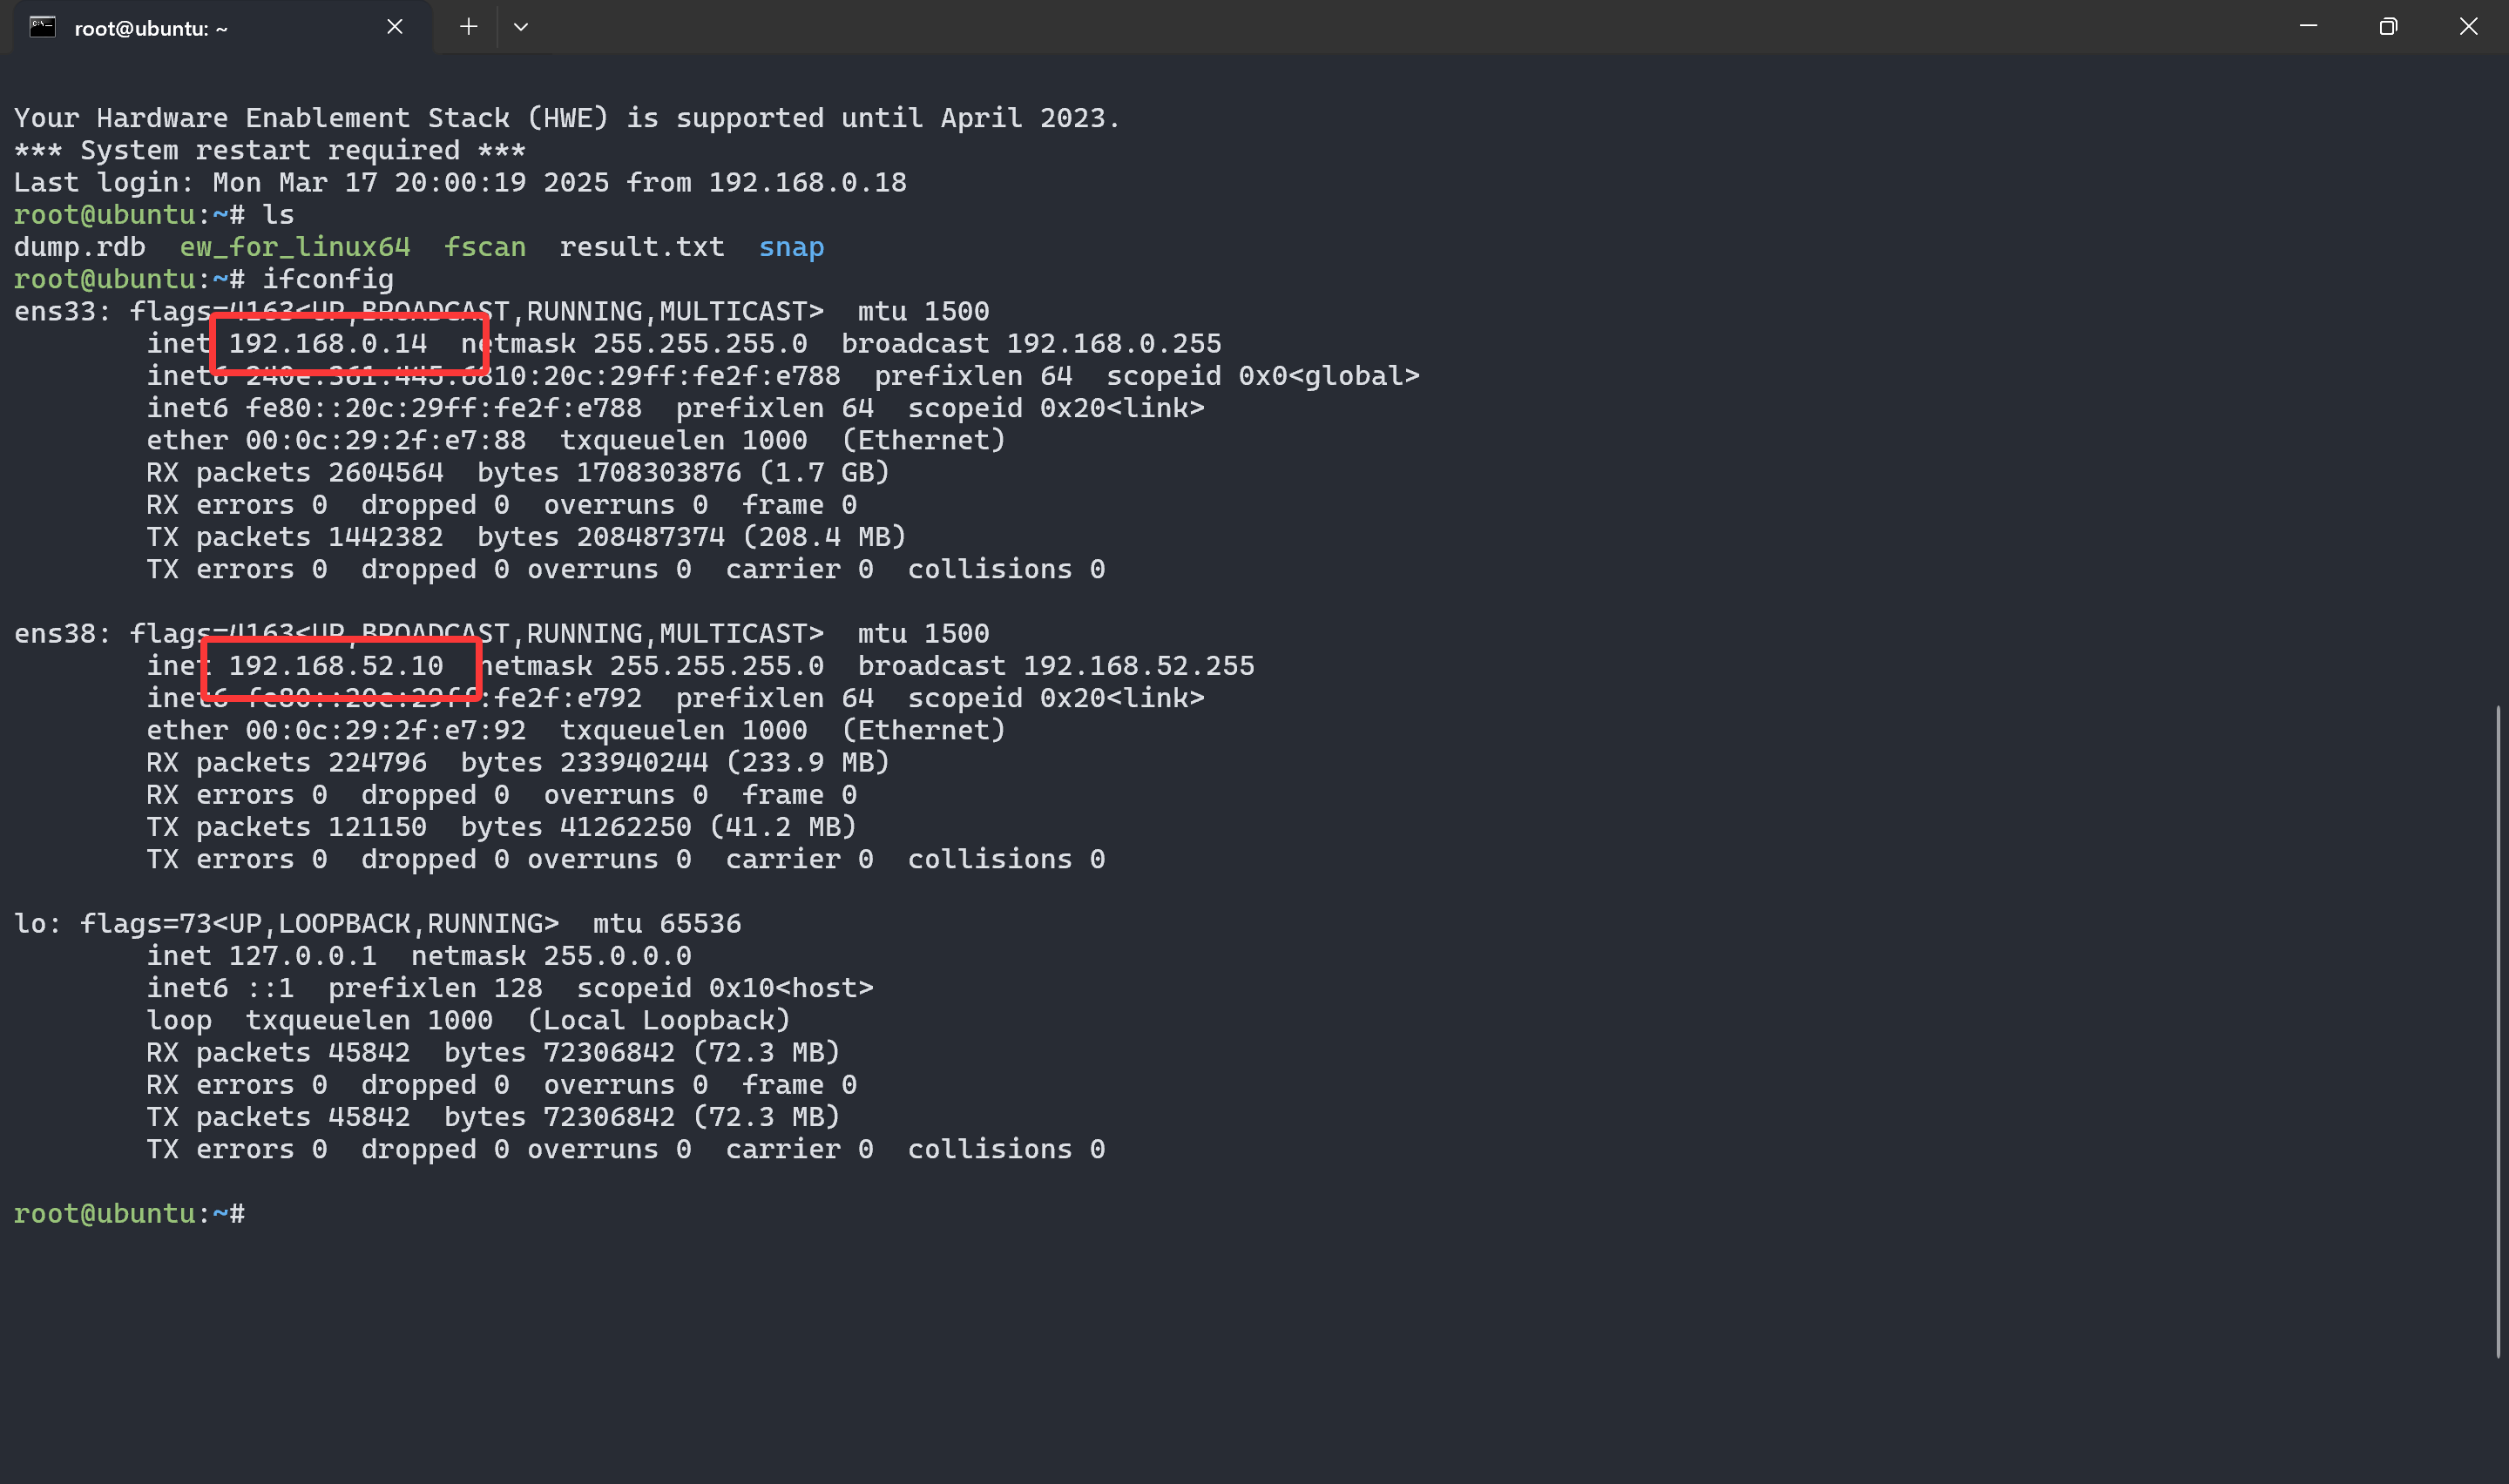 root@ubuntu: ~
Your Hardware Enablement Stack (HWE) is supported until April 2023.
*** System restart required ***
Last login: Mon Mar 17 20:00:19 2025 from 192.168.0.18
root@ubuntu:~# ls
dump.rdb  ew_for_linux64  fscan  result.txt  snap
root@ubuntu:~# ifconfig
ens33: flags=4163<UP,BROADCAST,RUNNING,MULTICAST>  mtu 1500
        inet 192.168.0.14  netmask 255.255.255.0  broadcast 192.168.0.255
        inet6 240e:361:445:6810:20c:29ff:fe2f:e788  prefixlen 64  scopeid 0x0<global>
        inet6 fe80::20c:29ff:fe2f:e788  prefixlen 64  scopeid 0x20<link>
        ether 00:0c:29:2f:e7:88  txqueuelen 1000  (Ethernet)
        RX packets 2604564  bytes 1708303876 (1.7 GB)
        RX errors 0  dropped 0  overruns 0  frame 0
        TX packets 1442382  bytes 208487374 (208.4 MB)
        TX errors 0  dropped 0 overruns 0  carrier 0  collisions 0
ens38: flags=4163<UP,BROADCAST,RUNNING,MULTICAST>  mtu 1500
        inet 192.168.52.10  netmask 255.255.255.0  broadcast 192.168.52.255
        inet6 fe80::20c:29ff:fe2f:e792  prefixlen 64  scopeid 0x20<link>
        ether 00:0c:29:2f:e7:92  txqueuelen 1000  (Ethernet)
        RX packets 224796  bytes 233940244 (233.9 MB)
        RX errors 0  dropped 0  overruns 0  frame 0
        TX packets 121150  bytes 41262250 (41.2 MB)
        TX errors 0  dropped 0 overruns 0  carrier 0  collisions 0
lo: flags=73<UP,LOOPBACK,RUNNING>  mtu 65536
        inet 127.0.0.1  netmask 255.0.0.0
        inet6 ::1  prefixlen 128  scopeid 0x10<host>
        loop  txqueuelen 1000  (Local Loopback)
        RX packets 45842  bytes 72306842 (72.3 MB)
        RX errors 0  dropped 0  overruns 0  frame 0
        TX packets 45842  bytes 72306842 (72.3 MB)
        TX errors 0  dropped 0 overruns 0  carrier 0  collisions 0
root@ubuntu:~#